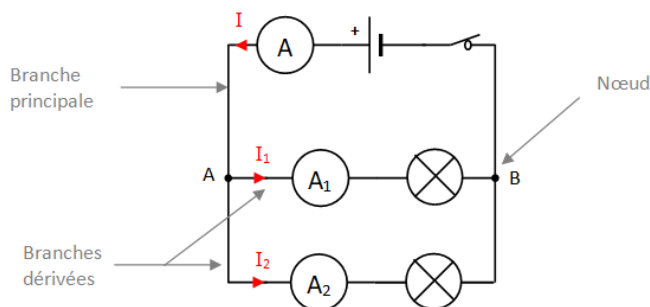 I
+
A
Branche
principale
Nœud
I₁
A
A₁
B
Branches
dérivées
I₂
A₂